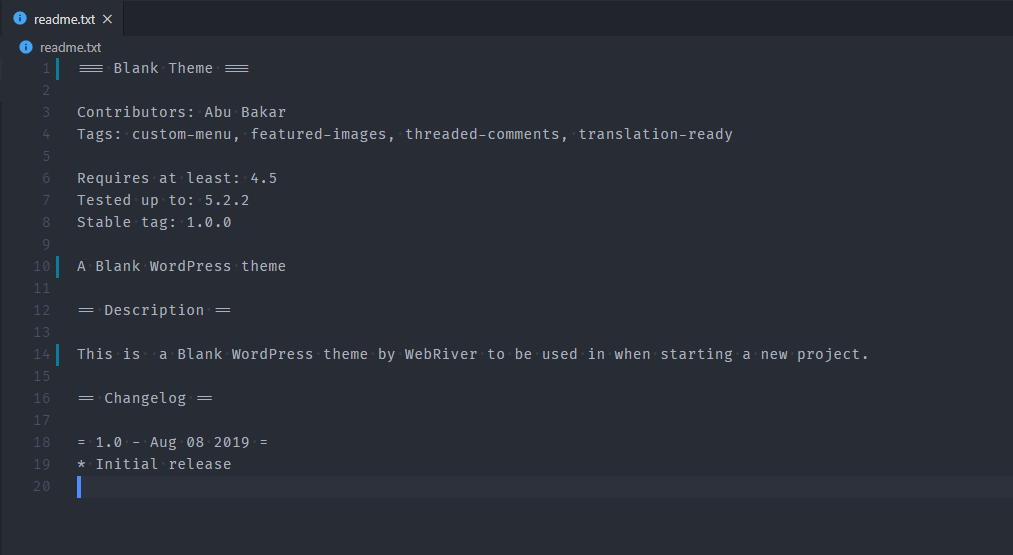 readme.txt
readme.txt
1 === Blank Theme ===
2
3 Contributors: Abu Bakar
4 Tags: custom-menu, featured-images, threaded-comments, translation-ready
5
6 Requires at least: 4.5
7 Tested up to: 5.2.2
8 Stable tag: 1.0.0
9
10 A Blank WordPress theme
11
12 == Description ==
13
14 This is  a Blank WordPress theme by WebRiver to be used in when starting a new project.
15
16 == Changelog ==
17
18 = 1.0 - Aug 08 2019 =
19 * Initial release
20